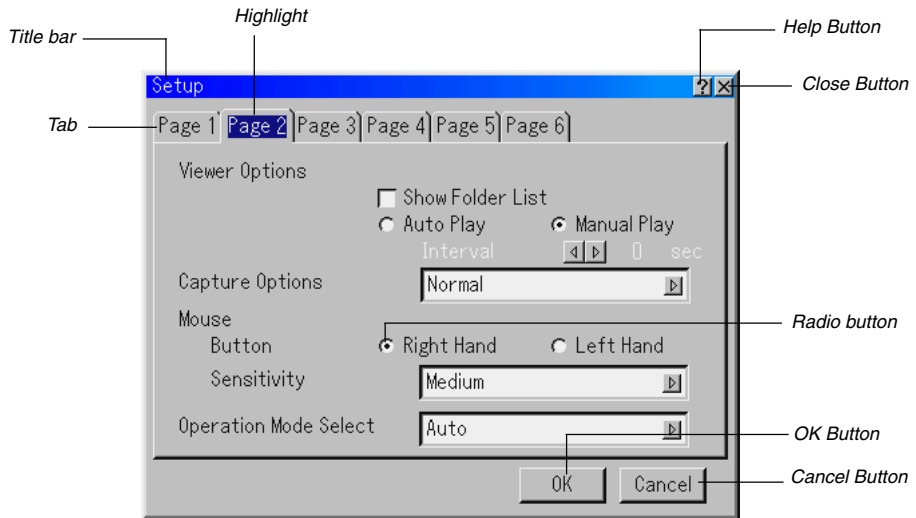 Highlight
Title bar
Help Button
Setup
?
Close Button
Tab
Page 1 Page 2 Page 3 Page 4 Page 5 Page 6
Viewer Options
Show Folder List
Auto Play Manual Play
Interval 0 sec
Capture Options Normal
Mouse
Radio button
Button Right Hand Left Hand
Sensitivity Medium
Operation Mode Select Auto
OK Button
OK Cancel
Cancel Button